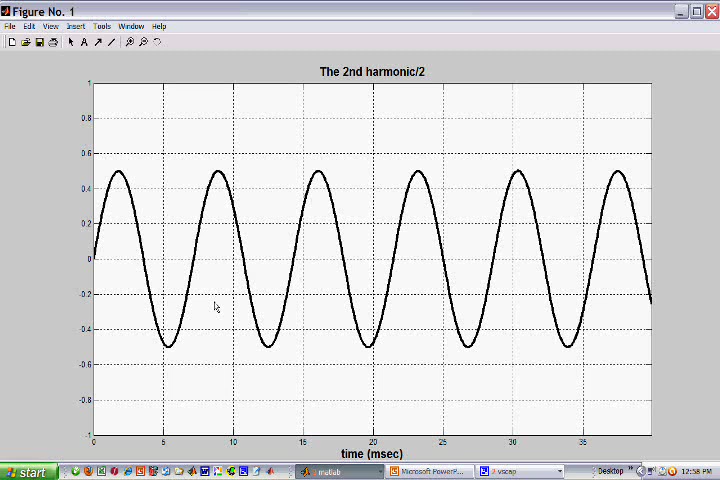 Figure No. 1
File Edit View Insert Tools Window Help
The 2nd harmonic/2
1
0.8
0.6
0.4
0.2
0
-0.2
-0.4
-0.6
-0.8
-1
0 5 10 15 20 25 30 35
time (msec)
start
2 matlab
Microsoft PowerP...
2 vscap
Desktop
12:58 PM